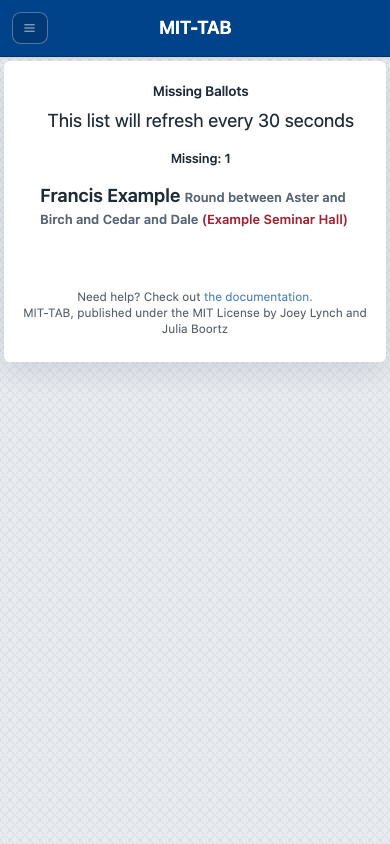 MIT-TAB
Missing Ballots
This list will refresh every 30 seconds
Missing: 1
Francis Example Round between Aster and
Birch and Cedar and Dale (Example Seminar Hall)
Need help? Check out the documentation.
MIT-TAB, published under the MIT License by Joey Lynch and
Julia Boortz